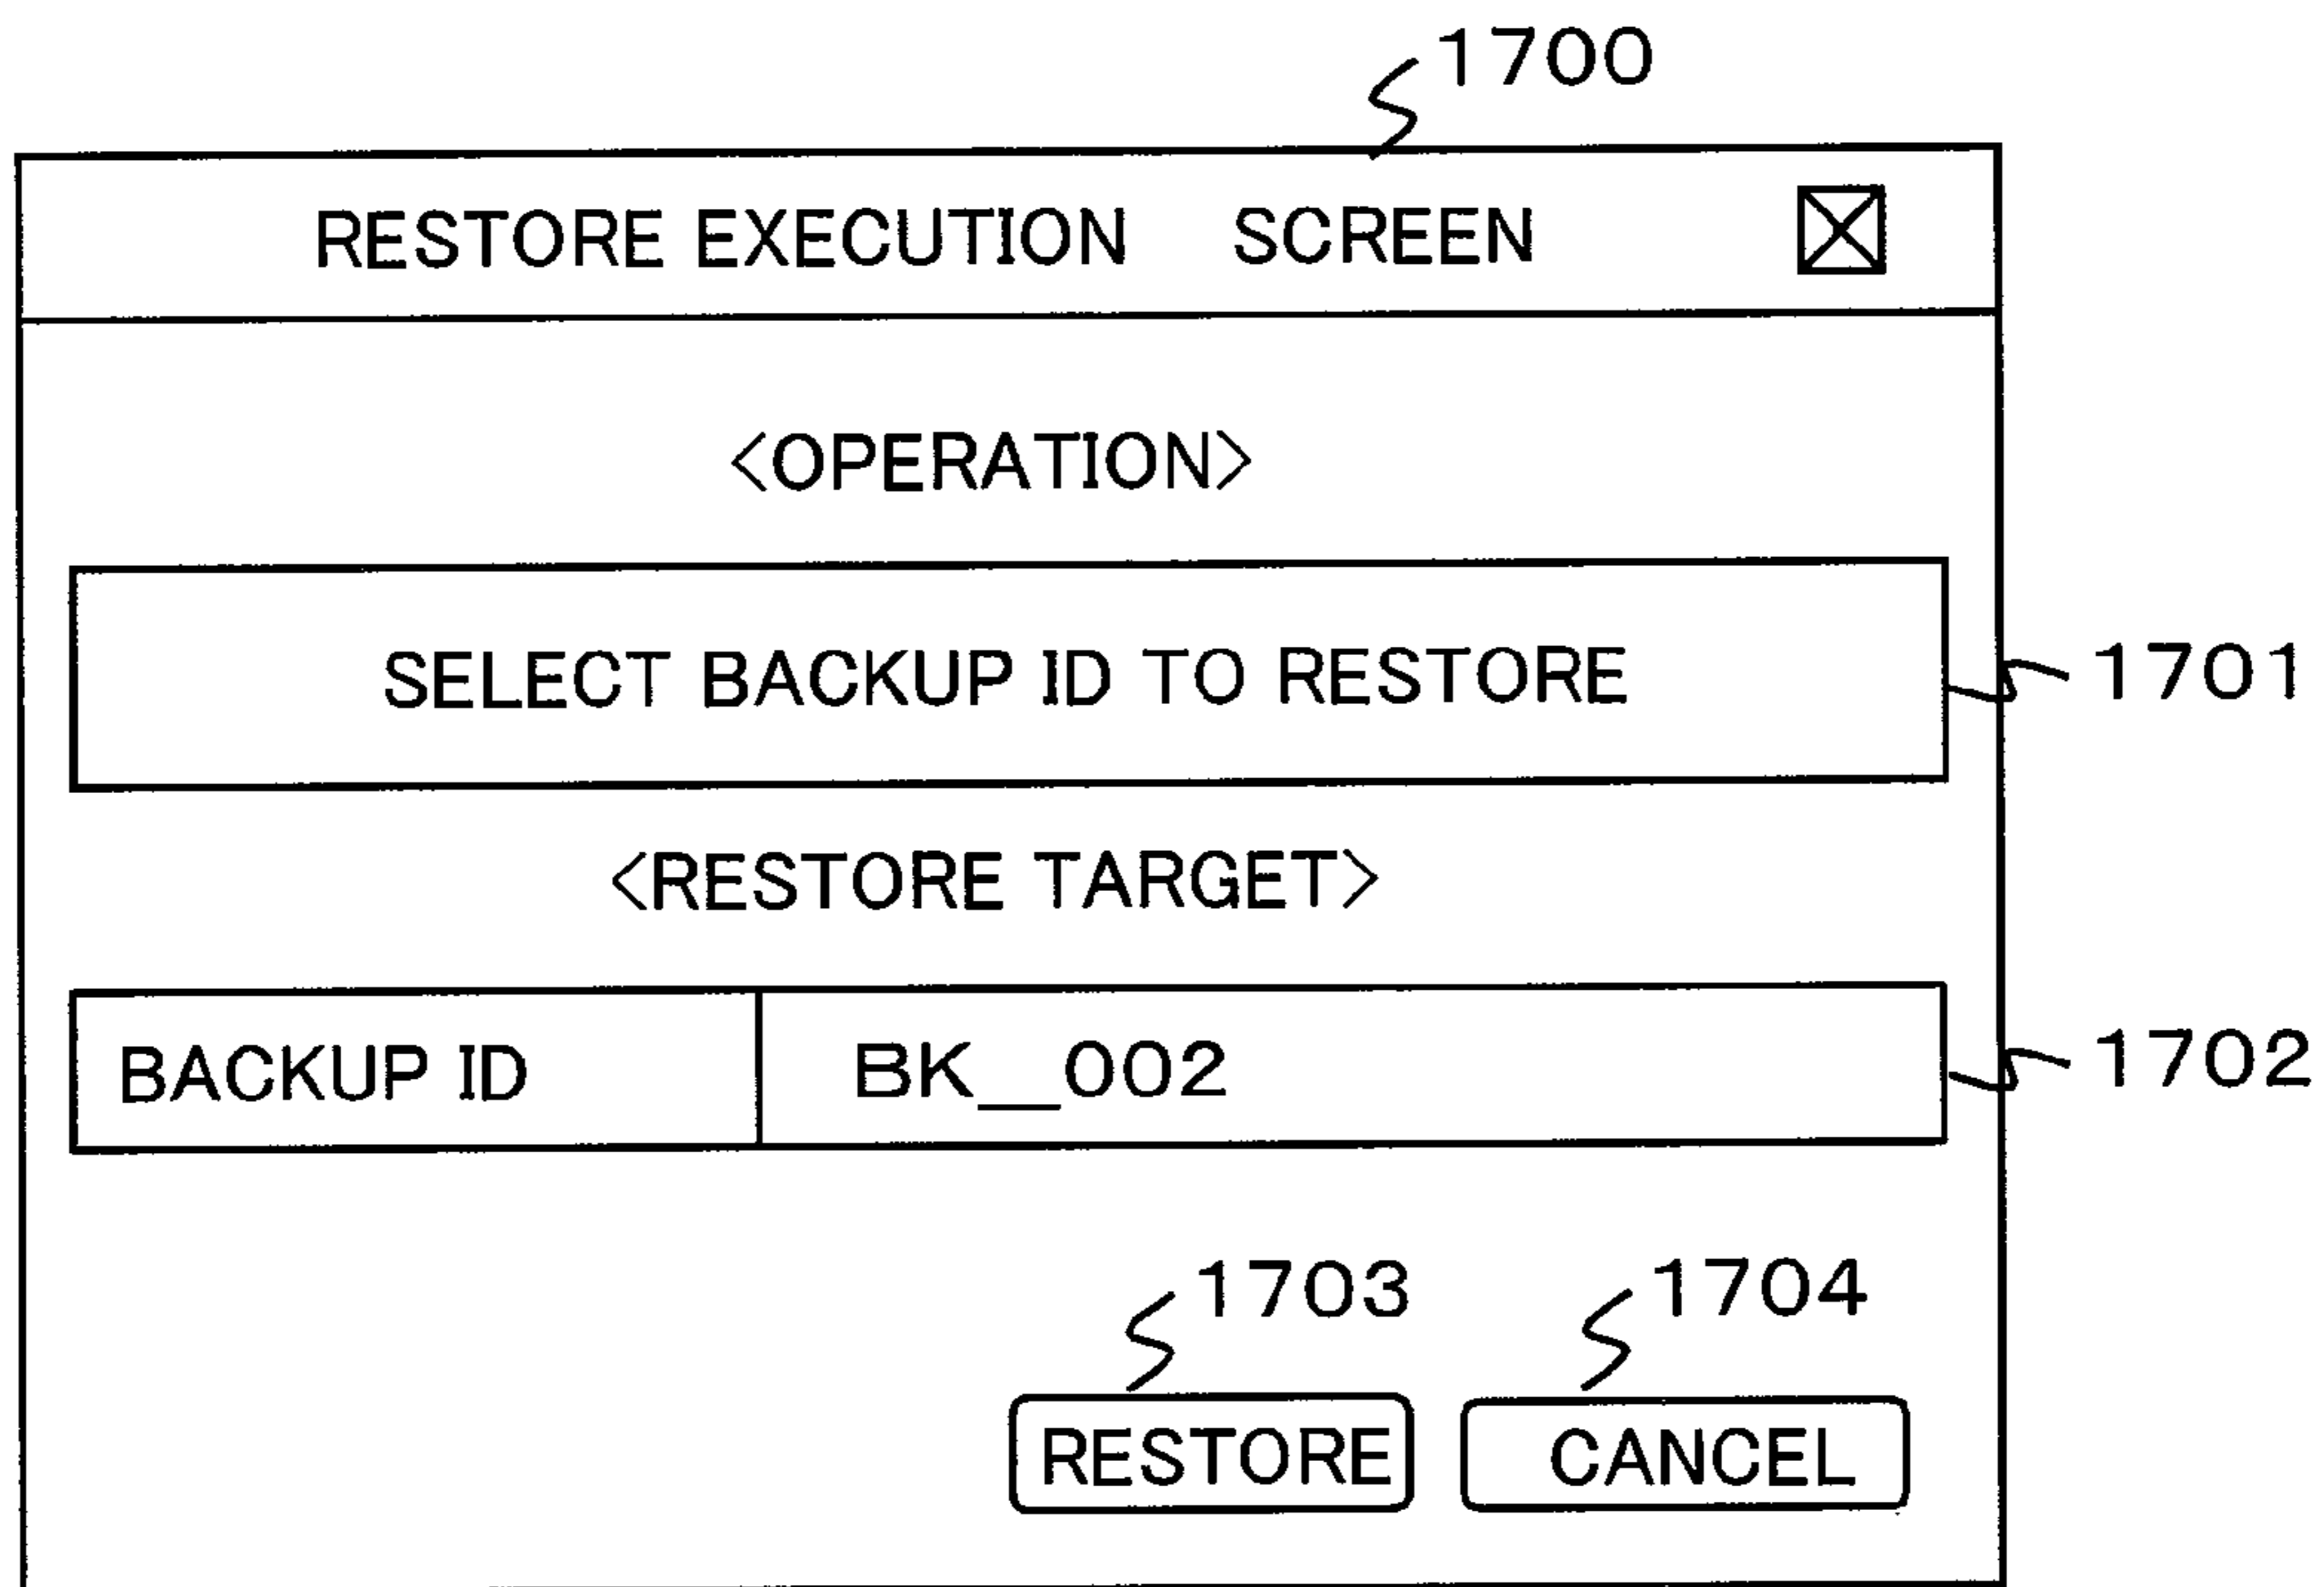 1700
RESTORE EXECUTION SCREEN
<OPERATION>
SELECT BACKUP ID TO RESTORE
1701
<RESTORE TARGET>
BACKUP ID BK__002
1702
1703 1704
RESTORE CANCEL